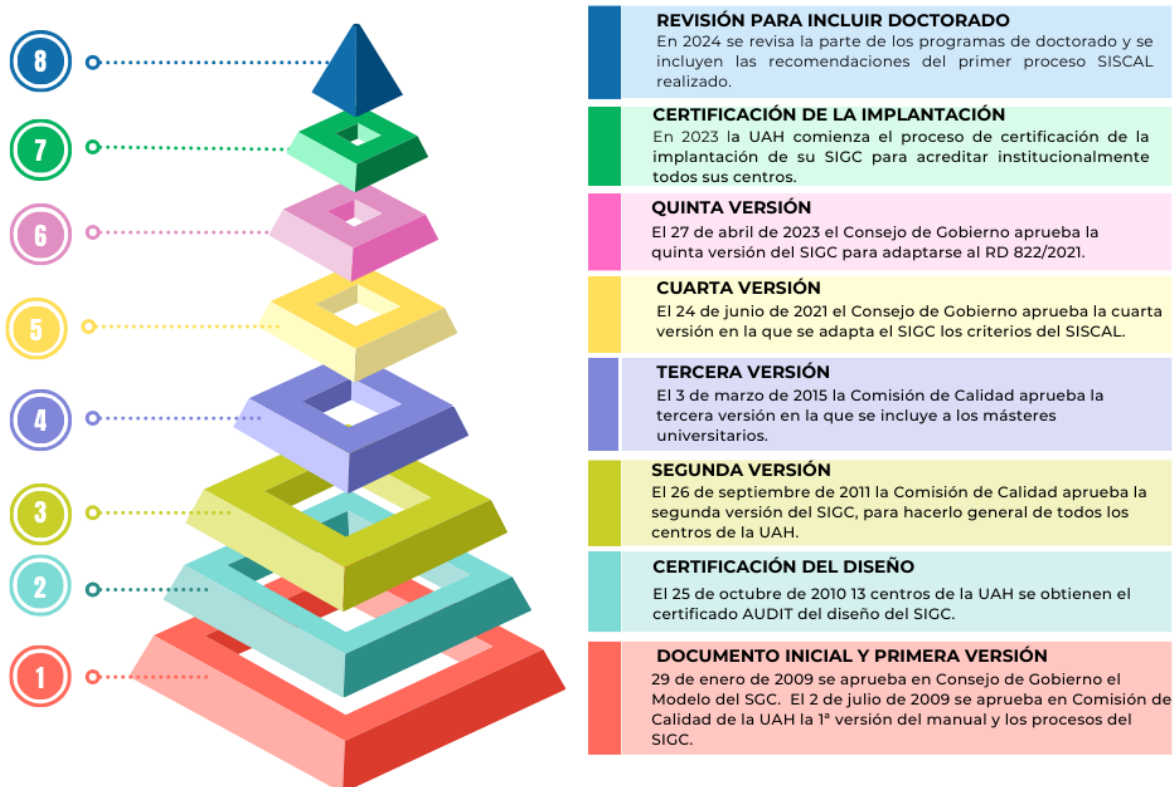 8
REVISIÓN PARA INCLUIR DOCTORADO
En 2024 se revisa la parte de los programas de doctorado y se
incluyen las recomendaciones del primer proceso SISCAL
realizado.
7
CERTIFICACIÓN DE LA IMPLANTACIÓN
En 2023 la UAH comienza el proceso de certificación de la
implantación de su SIGC para acreditar institucionalmente
todos sus centros.
6
QUINTA VERSIÓN
El 27 de abril de 2023 el Consejo de Gobierno aprueba la
quinta versión del SIGC para adaptarse al RD 822/2021.
5
CUARTA VERSIÓN
El 24 de junio de 2021 el Consejo de Gobierno aprueba la cuarta
versión en la que se adapta el SIGC los criterios del SISCAL.
4
TERCERA VERSIÓN
El 3 de marzo de 2015 la Comisión de Calidad aprueba la
tercera versión en la que se incluye a los másteres
universitarios.
3
SEGUNDA VERSIÓN
El 26 de septiembre de 2011 la Comisión de Calidad aprueba la
segunda versión del SIGC, para hacerlo general de todos los
centros de la UAH.
2
CERTIFICACIÓN DEL DISEÑO
El 25 de octubre de 2010 13 centros de la UAH se obtienen el
certificado AUDIT del diseño del SIGC.
1
DOCUMENTO INICIAL Y PRIMERA VERSIÓN
29 de enero de 2009 se aprueba en Consejo de Gobierno el
Modelo del SGC. El 2 de julio de 2009 se aprueba en Comisión de
Calidad de la UAH la 1ª versión del manual y los procesos del
SIGC.